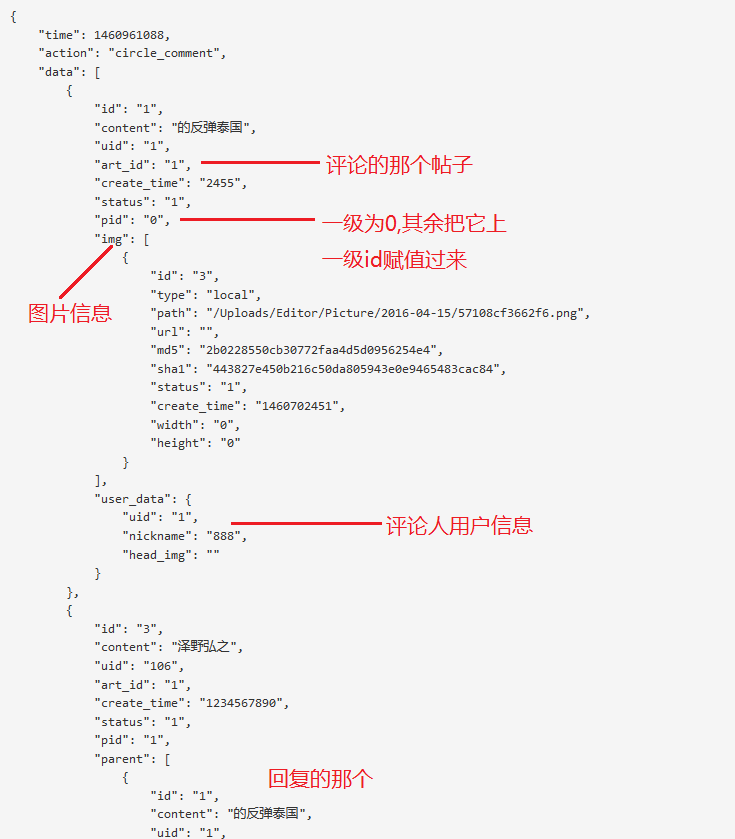 {
"time": 1460961088,
"action": "circle_comment",
"data": [
{
"id": "1",
"content": "的反弹泰国",
"uid": "1",
"art_id": "1", 评论的那个帖子
"create_time": "2455",
"status": "1",
"pid": "0", 一级为0,其余把它上
"img": [
{ 一级id赋值过来
"id": "3",
"type": "local",
图片信息 "path": "/Uploads/Editor/Picture/2016-04-15/57108cf3662f6.png",
"url": "",
"md5": "2b0228550cb30772faa4d5d0956254e4",
"sha1": "443827e450b216c50da805943e0e9465483cac84",
"status": "1",
"create_time": "1460702451",
"width": "0",
"height": "0"
}
],
"user_data": {
"uid": "1", 评论人用户信息
"nickname": "888",
"head_img": ""
}
},
{
"id": "3",
"content": "泽野弘之",
"uid": "106",
"art_id": "1",
"create_time": "1234567890",
"status": "1",
"pid": "1",
"parent": [
{ 回复的那个
"id": "1",
"content": "的反弹泰国",
"uid": "1",